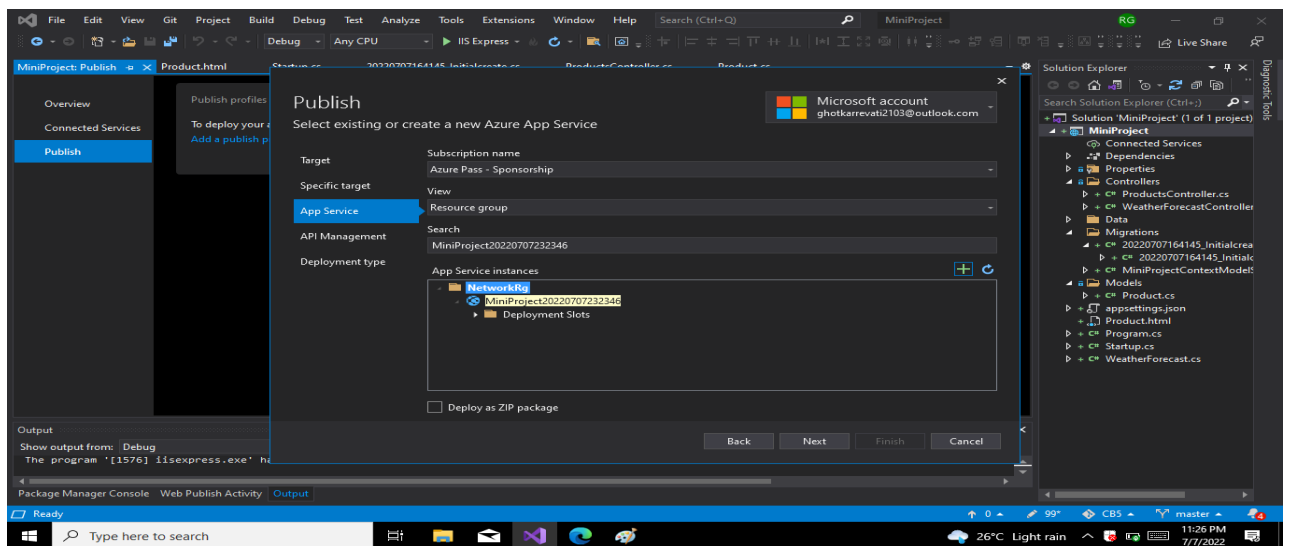 File Edit View Git Project Build Debug Test Analyze Tools Extensions Window Help Search (Ctrl+Q) MiniProject RG
Debug Any CPU IIS Express Live Share
MiniProject: Publish Product.html Startup.cs 20220707164145_Initialcreate.cs ProductsController.cs Product.cs
Overview
Connected Services
Publish
Publish profiles
To deploy your a
Add a publish p
Publish
Select existing or create a new Azure App Service
Microsoft account
ghotkarrevati2103@outlook.com
Target
Specific target
App Service
API Management
Deployment type
Subscription name
Azure Pass - Sponsorship
View
Resource group
Search
MiniProject20220707232346
App Service instances
NetworkRg
MiniProject20220707232346
Deployment Slots
Deploy as ZIP package
Back Next Finish Cancel
Solution Explorer
Search Solution Explorer (Ctrl+;)
Solution 'MiniProject' (1 of 1 project)
MiniProject
Connected Services
Dependencies
Properties
Controllers
C# ProductsController.cs
C# WeatherForecastController
Data
Migrations
C# 20220707164145_Initialcrea
C# 20220707164145_Initialc
C# MiniProjectContextModelS
Models
C# Product.cs
appsettings.json
Product.html
C# Program.cs
C# Startup.cs
C# WeatherForecast.cs
Diagnostic Tools
Output
Show output from: Debug
The program '[1576] iisexpress.exe' ha
Package Manager Console Web Publish Activity Output
Ready 0 99+ CB5 master 4
Type here to search 26°C Light rain 11:26 PM
7/7/2022